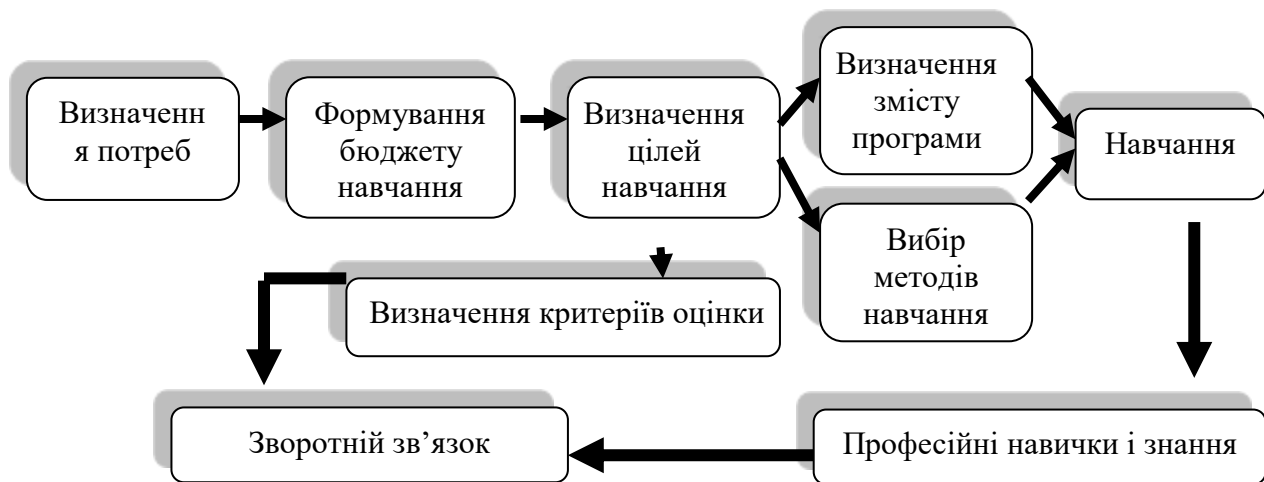 Визначенн
я потреб
Формування
бюджету
навчання
Визначення
цілей
навчання
Визначення
змісту
програми
Вибір
методів
навчання
Навчання
Визначення критеріїв оцінки
Зворотній зв’язок
Професійні навички і знання